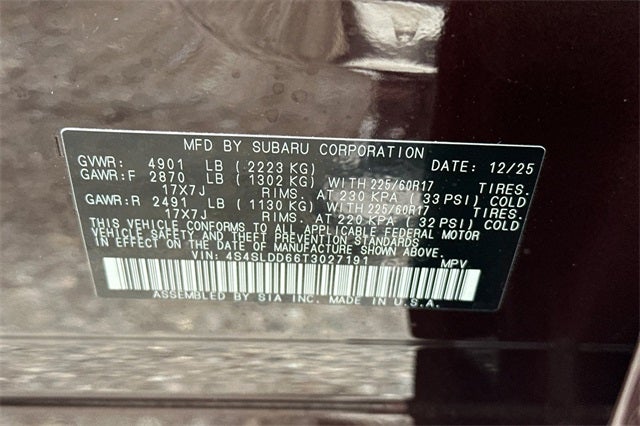 MFD BY SUBARU CORPORATION DATE: 12/25
GVWR: 4901 LB (2223 KG)
GAWR:F 2870 LB (1302 KG) WITH 225/60R17 TIRES.
17X7J RIMS. AT 230 KPA (33 PSI) COLD
GAWR:R 2491 LB (1130 KG) WITH 225/60R17 TIRES.
17X7J RIMS. AT 220 KPA (32 PSI) COLD
THIS VEHICLE CONFORMS TO ALL APPLICABLE FEDERAL MOTOR
VEHICLE SAFETY AND THEFT PREVENTION STANDARDS
IN EFFECT ON THE DATE OF MANUFACTURE SHOWN ABOVE.
VIN: 4S4SLDD66T3027191 MPV
ASSEMBLED BY SIA INC. MADE IN U.S.A.